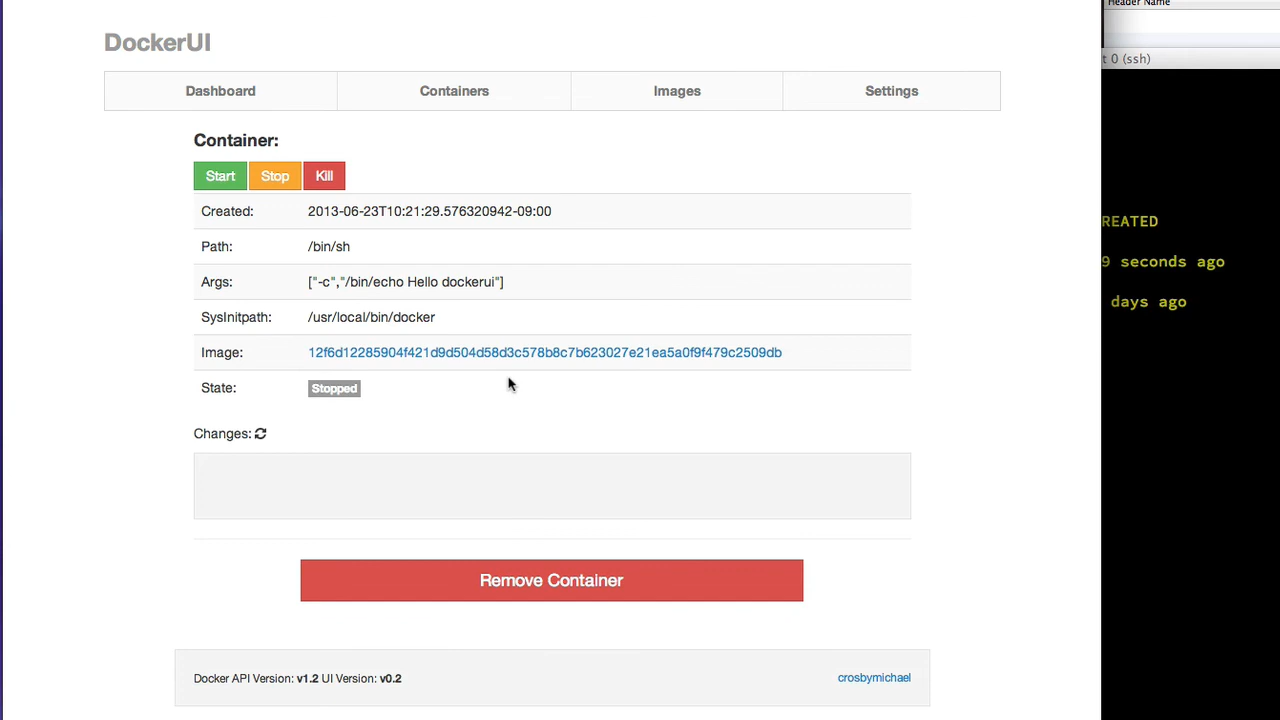 DockerUI
Dashboard Containers Images Settings
Container:
Start Stop Kill
Created: 2013-06-23T10:21:29.576320942-09:00
Path: /bin/sh
Args: ["-c","/bin/echo Hello dockerui"]
SysInitpath: /usr/local/bin/docker
Image: 12f6d12285904f421d9d504d58d3c578b8c7b623027e21ea5a0f9f479c2509db
State: Stopped
Changes:
Remove Container
Docker API Version: v1.2 UI Version: v0.2 crosbymichael
Header Name
t 0 (ssh)
REATED
9 seconds ago
days ago